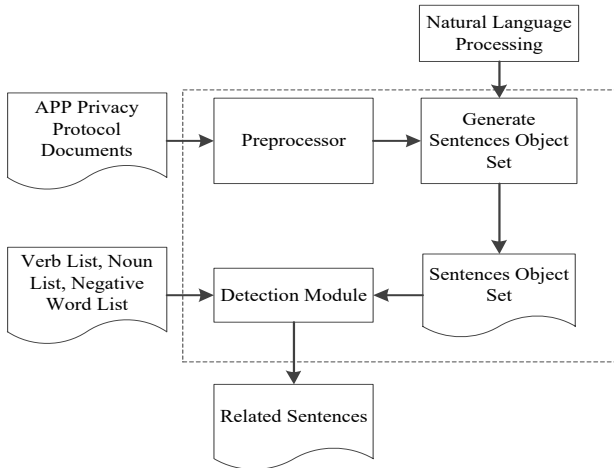 Natural Language
Processing
APP Privacy
Protocol
Documents
Preprocessor
Generate
Sentences Object
Set
Verb List, Noun
List, Negative
Word List
Detection Module
Sentences Object
Set
Related Sentences